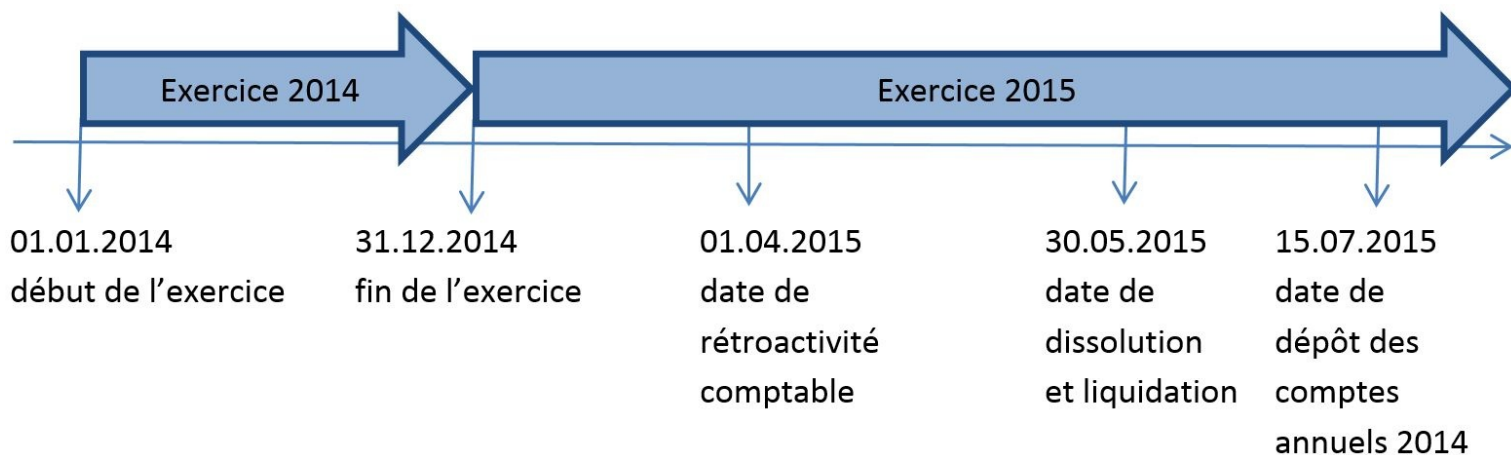 Exercice 2014
Exercice 2015
01.01.2014
début de l’exercice
31.12.2014
fin de l’exercice
01.04.2015
date de
rétroactivité
comptable
30.05.2015
date de
dissolution
et liquidation
15.07.2015
date de
dépôt des
comptes
annuels 2014